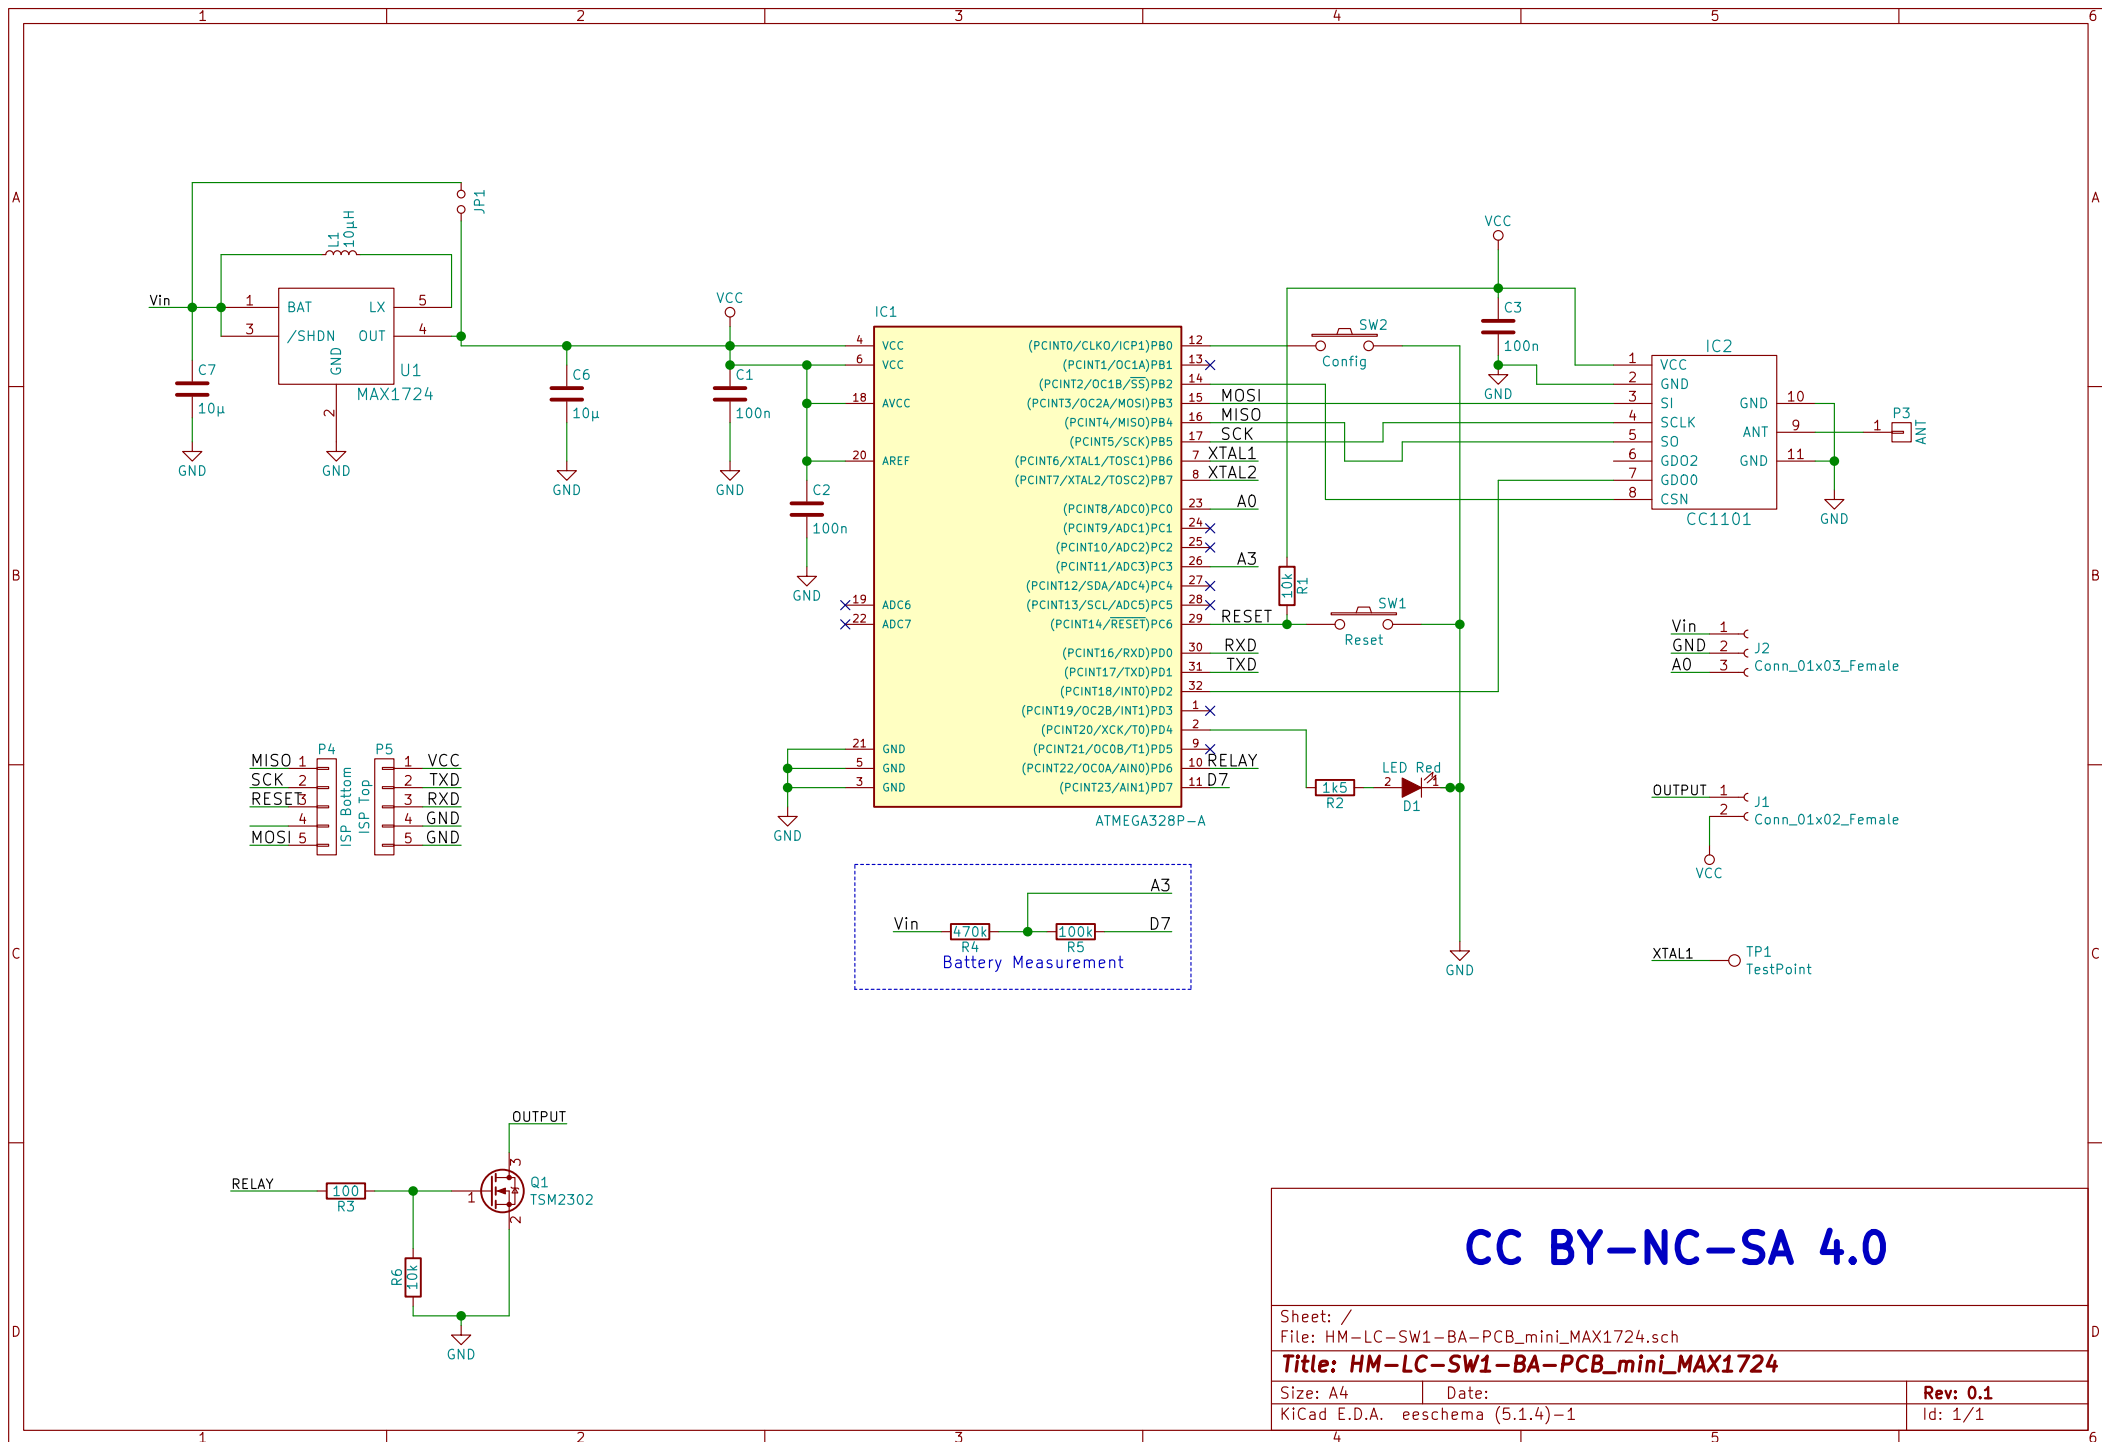 1 2 3 4 5 6
A A
B B
C C
D D
JP1
L1
10µH
Vin
1 BAT LX 5
3 /SHDN OUT 4
GND
2
U1
MAX1724
C7
10µ
GND
GND
C6
10µ
GND
VCC
C1
100n
GND
C2
100n
GND
IC1
4 VCC
6 VCC
18 AVCC
20 AREF
19 ADC6
22 ADC7
21 GND
5 GND
3 GND
GND
(PCINT0/CLKO/ICP1)PB0 12
(PCINT1/OC1A)PB1 13
(PCINT2/OC1B/SS)PB2 14
(PCINT3/OC2A/MOSI)PB3 15 MOSI
(PCINT4/MISO)PB4 16 MISO
(PCINT5/SCK)PB5 17 SCK
(PCINT6/XTAL1/TOSC1)PB6 7 XTAL1
(PCINT7/XTAL2/TOSC2)PB7 8 XTAL2
(PCINT8/ADC0)PC0 23 A0
(PCINT9/ADC1)PC1 24
(PCINT10/ADC2)PC2 25
(PCINT11/ADC3)PC3 26 A3
(PCINT12/SDA/ADC4)PC4 27
(PCINT13/SCL/ADC5)PC5 28
(PCINT14/RESET)PC6 29 RESET
(PCINT16/RXD)PD0 30 RXD
(PCINT17/TXD)PD1 31 TXD
(PCINT18/INT0)PD2 32
(PCINT19/OC2B/INT1)PD3 1
(PCINT20/XCK/T0)PD4 2
(PCINT21/OC0B/T1)PD5 9
(PCINT22/OC0A/AIN0)PD6 10 RELAY
(PCINT23/AIN1)PD7 11 D7
ATMEGA328P-A
SW2
Config
10k
R1
SW1
Reset
LED Red
1k5
R2
2 1
D1
GND
VCC
C3
100n
GND
IC2
1 VCC
2 GND
3 SI
4 SCLK
5 SO
6 GDO2
7 GDO0
8 CSN
GND 10
ANT 9
GND 11
CC1101
GND
P3
1
ANT
Vin 1
GND 2
A0 3
J2
Conn_01x03_Female
OUTPUT 1
2
J1
Conn_01x02_Female
VCC
XTAL1
TP1
TestPoint
P4
MISO 1
SCK 2
RESET 3
4
MOSI 5
ISP Bottom
P5
1 VCC
2 TXD
3 RXD
4 GND
5 GND
ISP Top
A3
Vin
470k
R4
100k
R5
D7
Battery Measurement
OUTPUT
RELAY
100
R3
1
3
2
Q1
TSM2302
R6
10k
GND
CC BY-NC-SA 4.0
Sheet: /
File: HM-LC-SW1-BA-PCB_mini_MAX1724.sch
Title: HM-LC-SW1-BA-PCB_mini_MAX1724
Size: A4 Date: Rev: 0.1
KiCad E.D.A. eeschema (5.1.4)-1 Id: 1/1
1 2 3 4 5 6